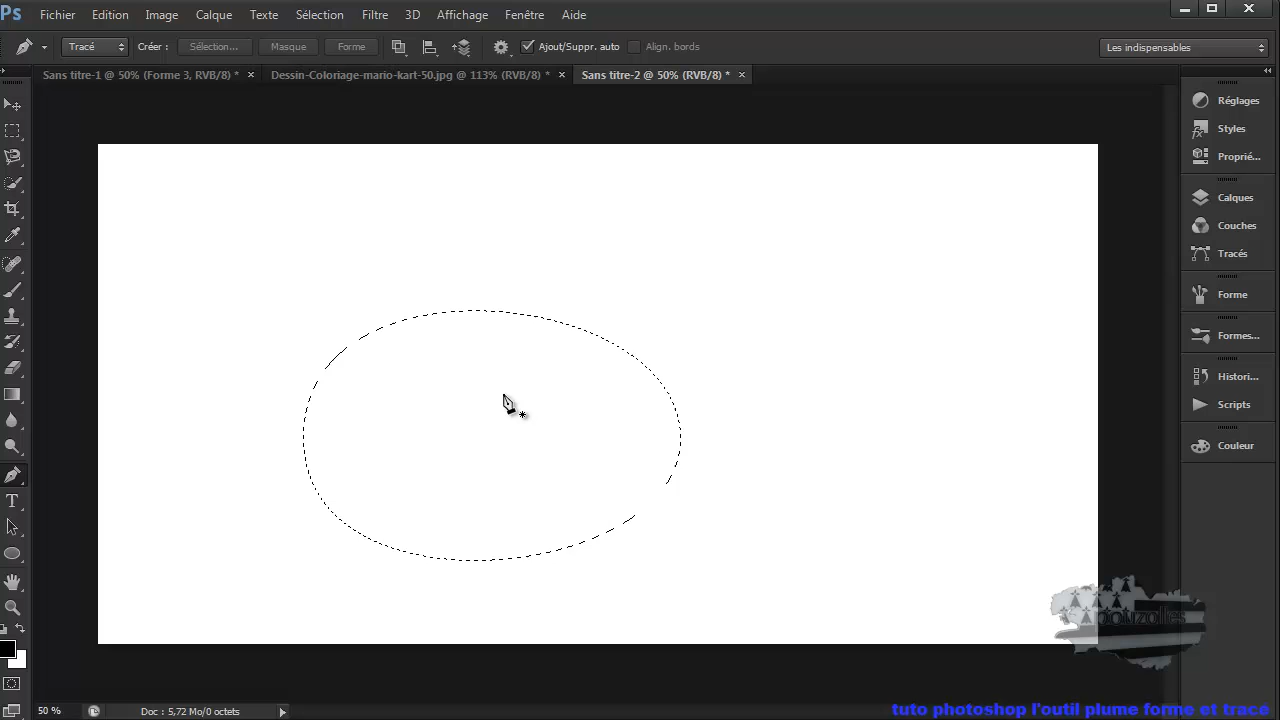 Ps Fichier Edition Image Calque Texte Sélection Filtre 3D Affichage Fenêtre Aide
Tracé Créer : Sélection... Masque Forme Ajout/Suppr. auto Align. bords Les indispensables
Sans titre-1 @ 50% (Forme 3, RVB/8) * Dessin-Coloriage-mario-kart-50.jpg @ 113% (RVB/8) * Sans titre-2 @ 50% (RVB/8) *
Réglages
Styles
Proprié...
Calques
Couches
Tracés
Forme
Formes...
Histori...
Scripts
Couleur
50 % Doc : 5,72 Mo/0 octets
tuto photoshop l'outil plume forme et tracé